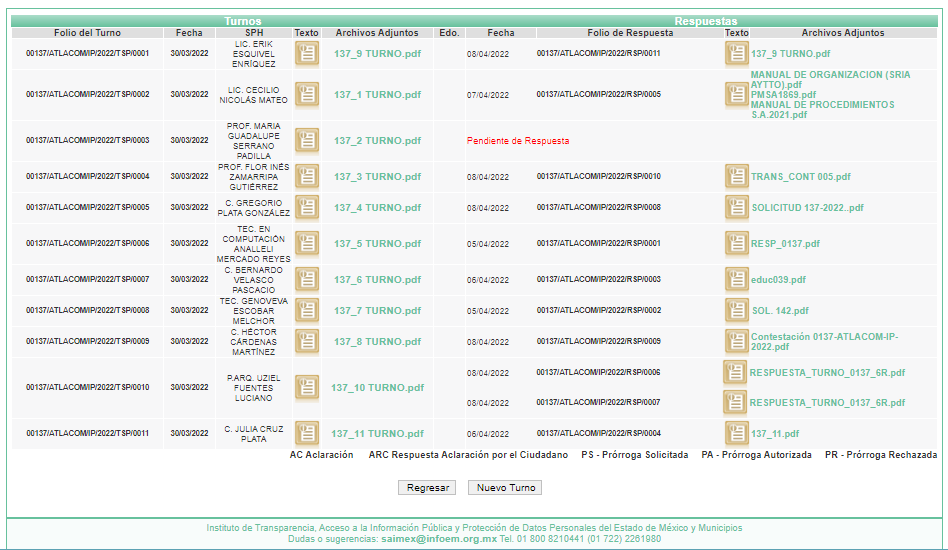 Turnos Respuestas
Folio del Turno Fecha SPH Texto Archivos Adjuntos Edo. Fecha Folio de Respuesta Texto Archivos Adjuntos
00137/ATLACOM/IP/2022/TSP/0001 30/03/2022 LIC. ERIK ESQUIVEL ENRÍQUEZ 137_9 TURNO.pdf 08/04/2022 00137/ATLACOM/IP/2022/RSP/0011 137_9 TURNO.pdf
00137/ATLACOM/IP/2022/TSP/0002 30/03/2022 LIC. CECILIO NICOLÁS MATEO 137_1 TURNO.pdf 07/04/2022 00137/ATLACOM/IP/2022/RSP/0005 MANUAL DE ORGANIZACION (SRIA AYTTO).pdf PMSA1869.pdf MANUAL DE PROCEDIMIENTOS S.A.2021.pdf
00137/ATLACOM/IP/2022/TSP/0003 30/03/2022 PROF. MARIA GUADALUPE SERRANO PADILLA 137_2 TURNO.pdf Pendiente de Respuesta
00137/ATLACOM/IP/2022/TSP/0004 30/03/2022 PROF. FLOR INÉS ZAMARRIPA GUTIÉRREZ 137_3 TURNO.pdf 08/04/2022 00137/ATLACOM/IP/2022/RSP/0010 TRANS_CONT 005.pdf
00137/ATLACOM/IP/2022/TSP/0005 30/03/2022 C. GREGORIO PLATA GONZÁLEZ 137_4 TURNO.pdf 08/04/2022 00137/ATLACOM/IP/2022/RSP/0008 SOLICITUD 137-2022..pdf
00137/ATLACOM/IP/2022/TSP/0006 30/03/2022 TEC. EN COMPUTACIÓN ANALLELI MERCADO REYES 137_5 TURNO.pdf 05/04/2022 00137/ATLACOM/IP/2022/RSP/0001 RESP_0137.pdf
00137/ATLACOM/IP/2022/TSP/0007 30/03/2022 C. BERNARDO VELASCO PASCACIO 137_6 TURNO.pdf 06/04/2022 00137/ATLACOM/IP/2022/RSP/0003 educ039.pdf
00137/ATLACOM/IP/2022/TSP/0008 30/03/2022 TEC. GENOVEVA ESCOBAR MELCHOR 137_7 TURNO.pdf 05/04/2022 00137/ATLACOM/IP/2022/RSP/0002 SOL. 142.pdf
00137/ATLACOM/IP/2022/TSP/0009 30/03/2022 C. HÉCTOR CÁRDENAS MARTÍNEZ 137_8 TURNO.pdf 08/04/2022 00137/ATLACOM/IP/2022/RSP/0009 Contestación 0137-ATLACOM-IP-2022.pdf
00137/ATLACOM/IP/2022/TSP/0010 30/03/2022 P.ARQ. UZIEL FUENTES LUCIANO 137_10 TURNO.pdf 08/04/2022 00137/ATLACOM/IP/2022/RSP/0006 RESPUESTA_TURNO_0137_6R.pdf
08/04/2022 00137/ATLACOM/IP/2022/RSP/0007 RESPUESTA_TURNO_0137_6R.pdf
00137/ATLACOM/IP/2022/TSP/0011 30/03/2022 C. JULIA CRUZ PLATA 137_11 TURNO.pdf 06/04/2022 00137/ATLACOM/IP/2022/RSP/0004 137_11.pdf
AC Aclaración ARC Respuesta Aclaración por el Ciudadano PS - Prórroga Solicitada PA - Prórroga Autorizada PR - Prórroga Rechazada
Regresar Nuevo Turno
Instituto de Transparencia, Acceso a la Información Pública y Protección de Datos Personales del Estado de México y Municipios
Dudas o sugerencias: saimex@infoem.org.mx Tel. 01 800 8210441 (01 722) 2261980